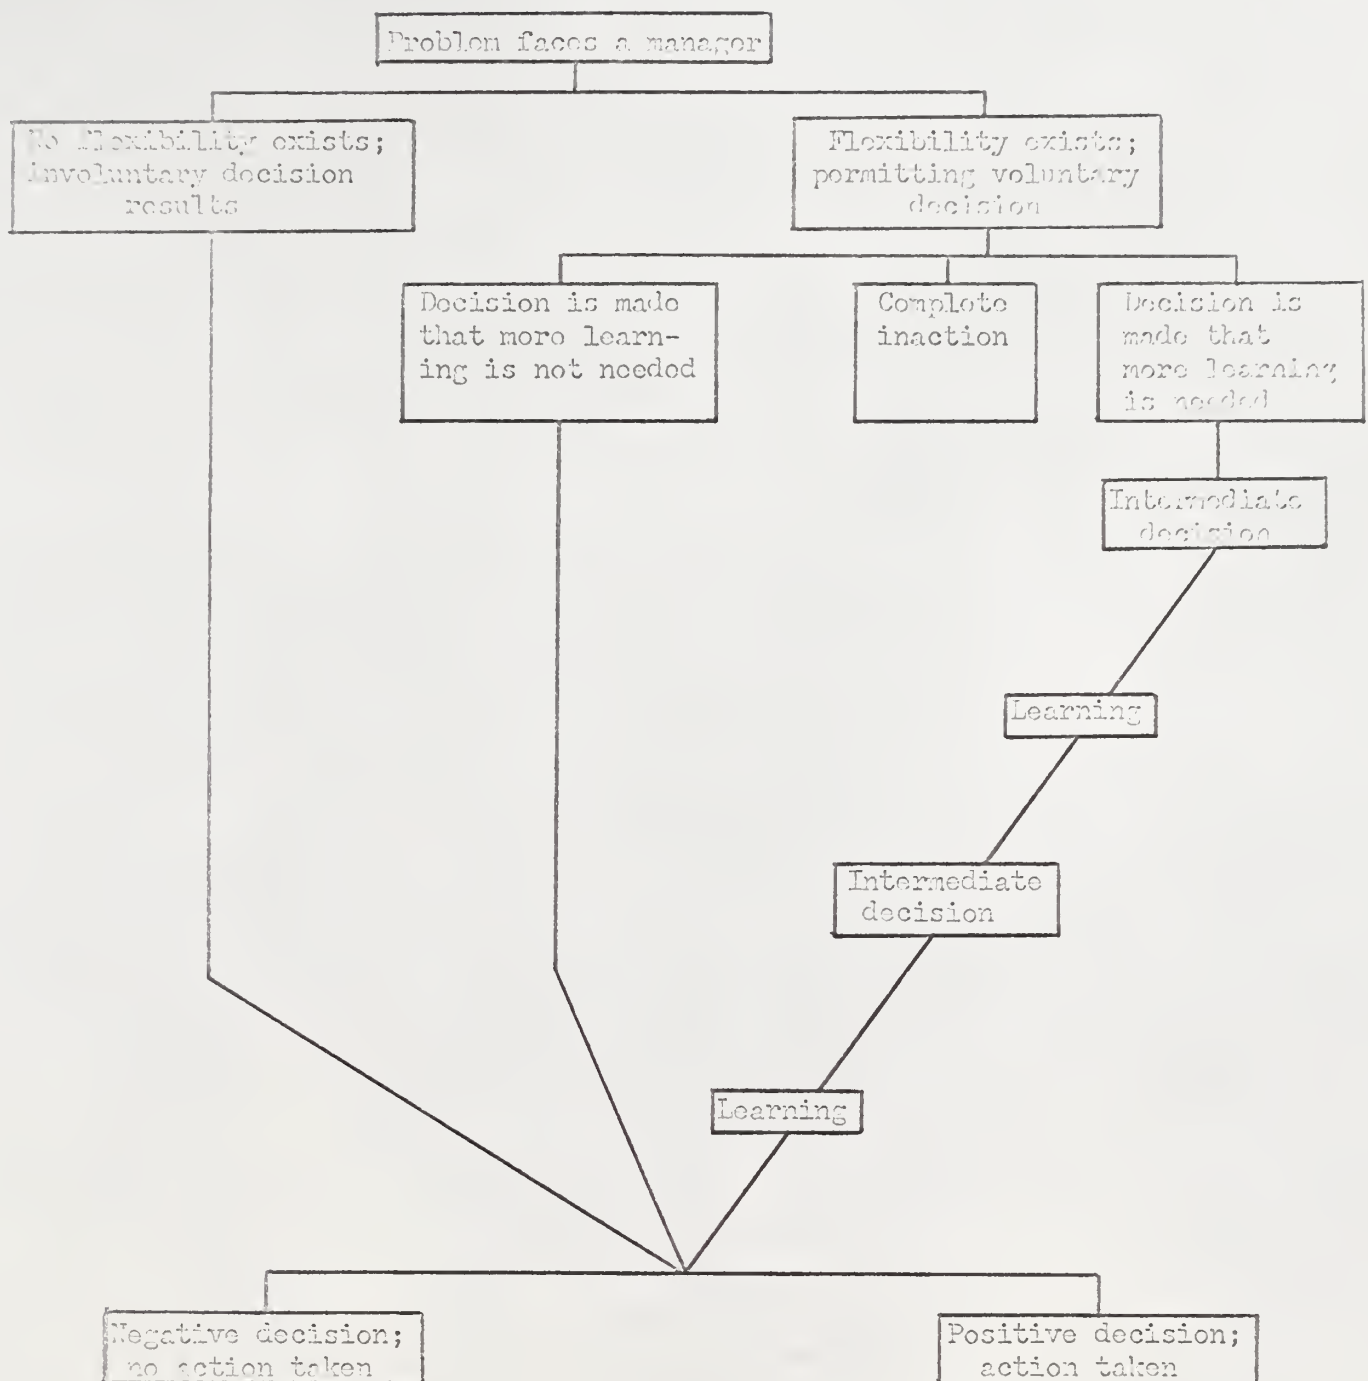 Problem faces a manager
No flexibility exists;
involuntary decision
results
Flexibility exists;
permitting voluntary
decision
Decision is made
that more learn-
ing is not needed
Complete
inaction
Decision is
made that
more learning
is needed
Intermediate
decision
Learning
Intermediate
decision
Learning
Negative decision;
no action taken
Positive decision;
action taken